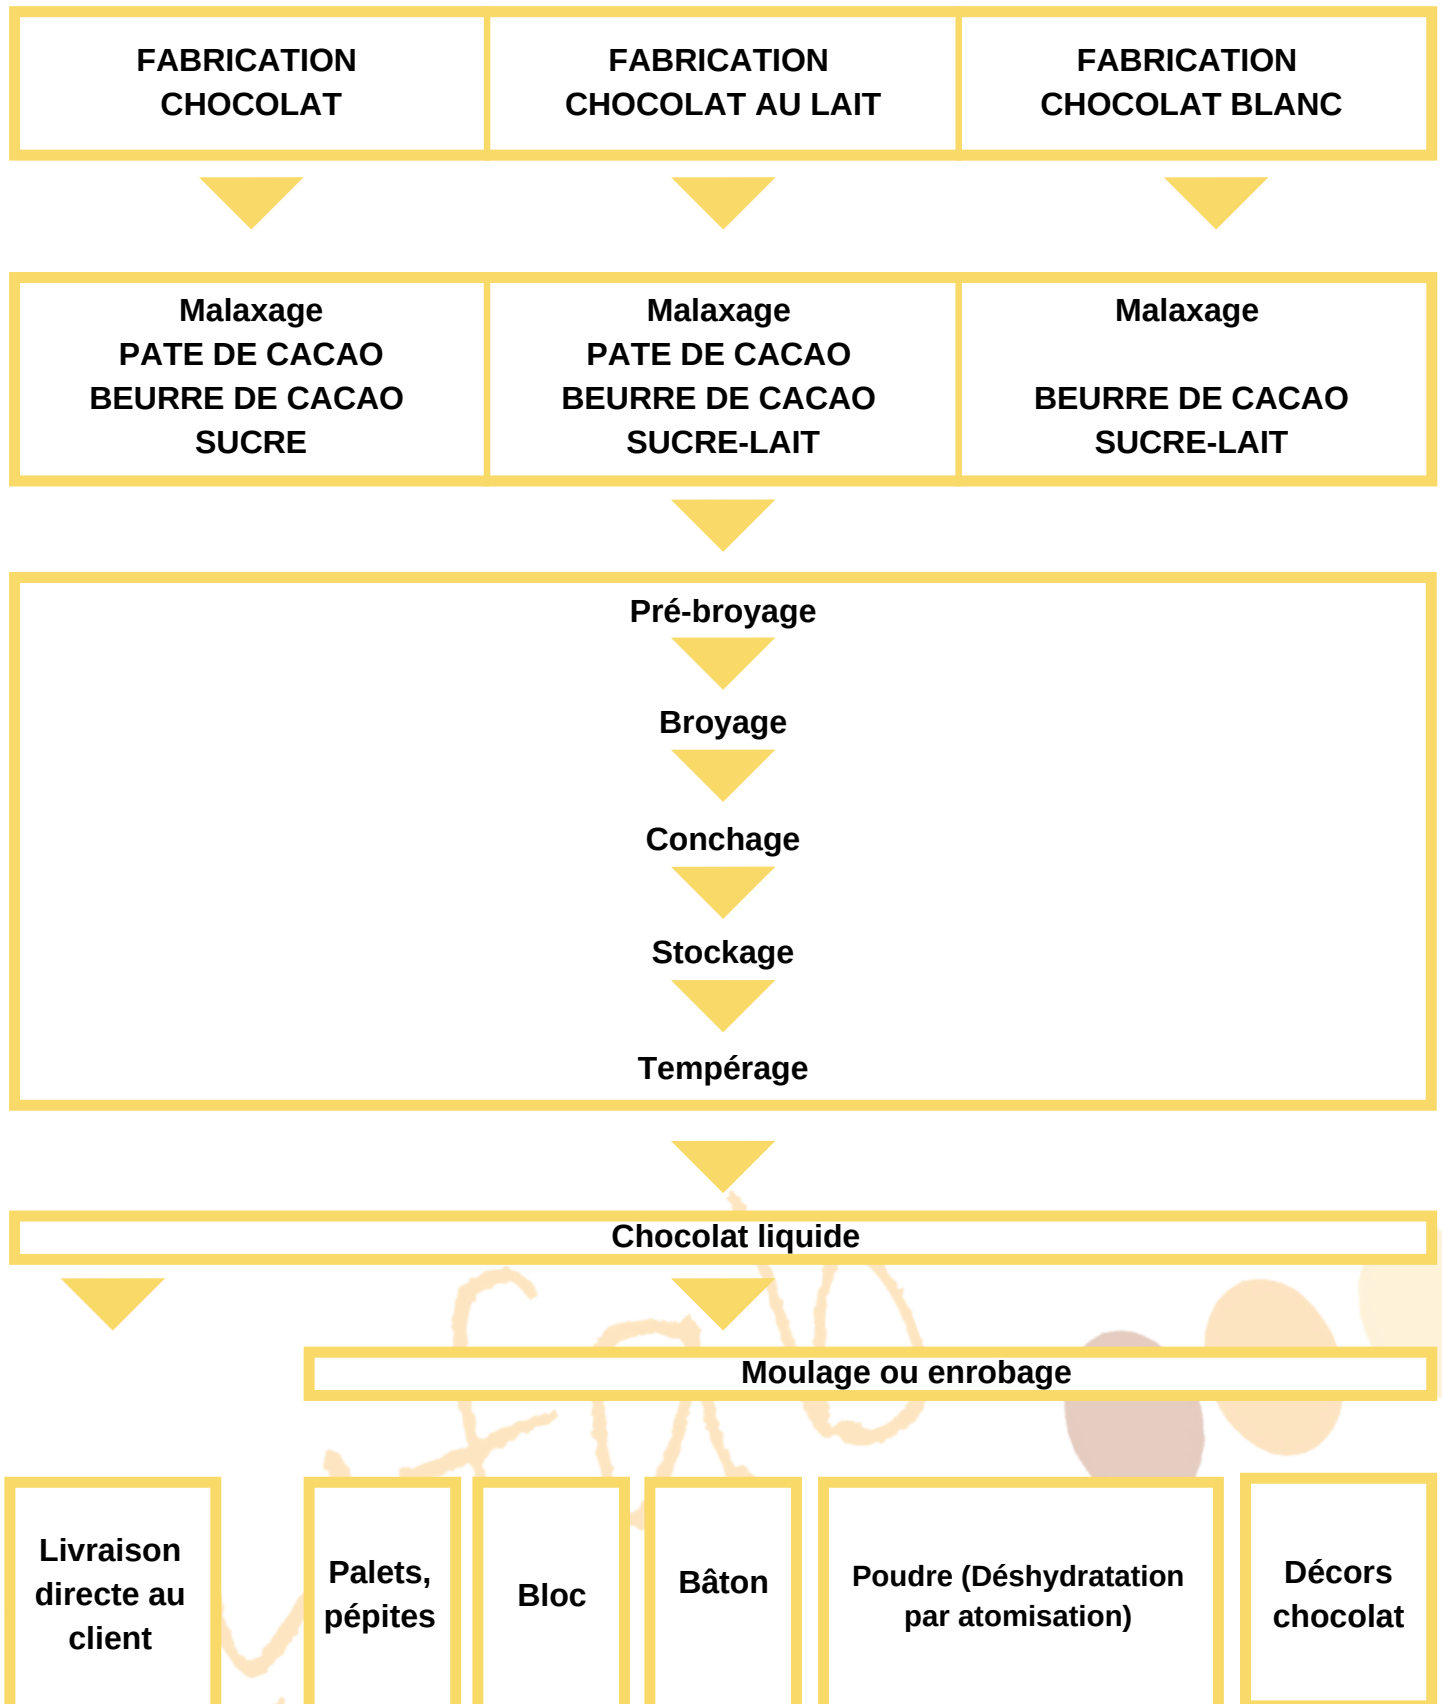 FABRICATION
CHOCOLAT
FABRICATION
CHOCOLAT AU LAIT
FABRICATION
CHOCOLAT BLANC
Malaxage
PATE DE CACAO
BEURRE DE CACAO
SUCRE
Malaxage
PATE DE CACAO
BEURRE DE CACAO
SUCRE-LAIT
Malaxage
BEURRE DE CACAO
SUCRE-LAIT
Pré-broyage
Broyage
Conchage
Stockage
Tempérage
Chocolat liquide
Moulage ou enrobage
Livraison
directe au
client
Palets,
pépites
Bloc
Bâton
Poudre (Déshydratation
par atomisation)
Décors
chocolat